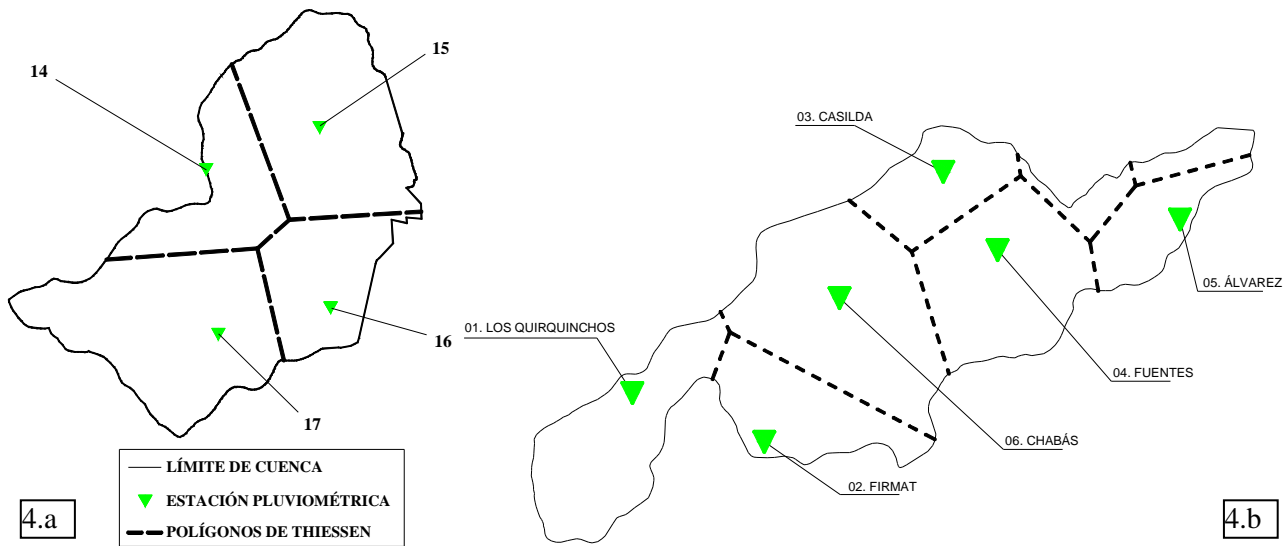 15
14
03. CASILDA
05. ÁLVAREZ
01. LOS QUIRQUINCHOS
16
04. FUENTES
17
06. CHABÁS
02. FIRMAT
LÍMITE DE CUENCA
ESTACIÓN PLUVIOMÉTRICA
POLÍGONOS DE THIESSEN
4.a
4.b